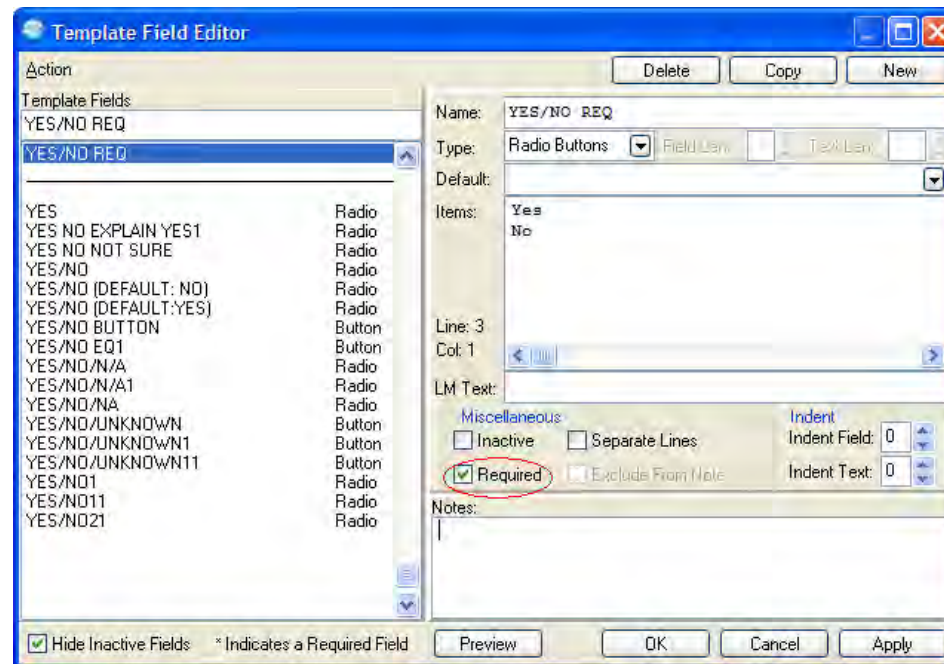 Template Field Editor
Action
Delete Copy New
Template Fields
YES/NO REQ
YES/NO REQ
YES Radio
YES NO EXPLAIN YES1 Radio
YES NO NOT SURE Radio
YES/NO Radio
YES/NO (DEFAULT: NO) Radio
YES/NO (DEFAULT:YES) Radio
YES/NO BUTTON Button
YES/NO EQ1 Button
YES/NO/N/A Radio
YES/NO/N/A1 Radio
YES/NO/NA Radio
YES/NO/UNKNOWN Button
YES/NO/UNKNOWN1 Button
YES/NO/UNKNOWN11 Button
YES/NO1 Radio
YES/NO11 Radio
YES/NO21 Radio
Name: YES/NO REQ
Type: Radio Buttons Field Len: Text Len:
Default:
Items: Yes
No
Line: 3
Col: 1
LM Text:
Miscellaneous Indent
Inactive Separate Lines Indent Field: 0
Required Exclude From Note Indent Text: 0
Notes:
Hide Inactive Fields * Indicates a Required Field Preview OK Cancel Apply